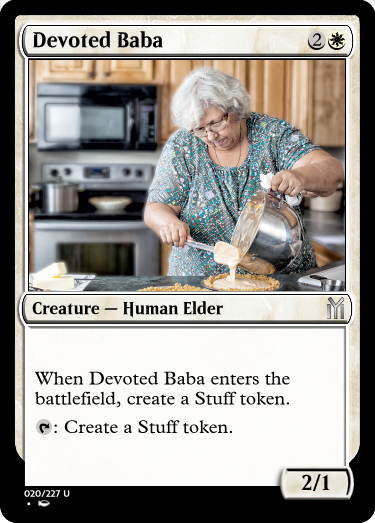 Devoted Baba 2
Creature — Human Elder
When Devoted Baba enters the
battlefield, create a Stuff token.
: Create a Stuff token.
2/1
020/227 U